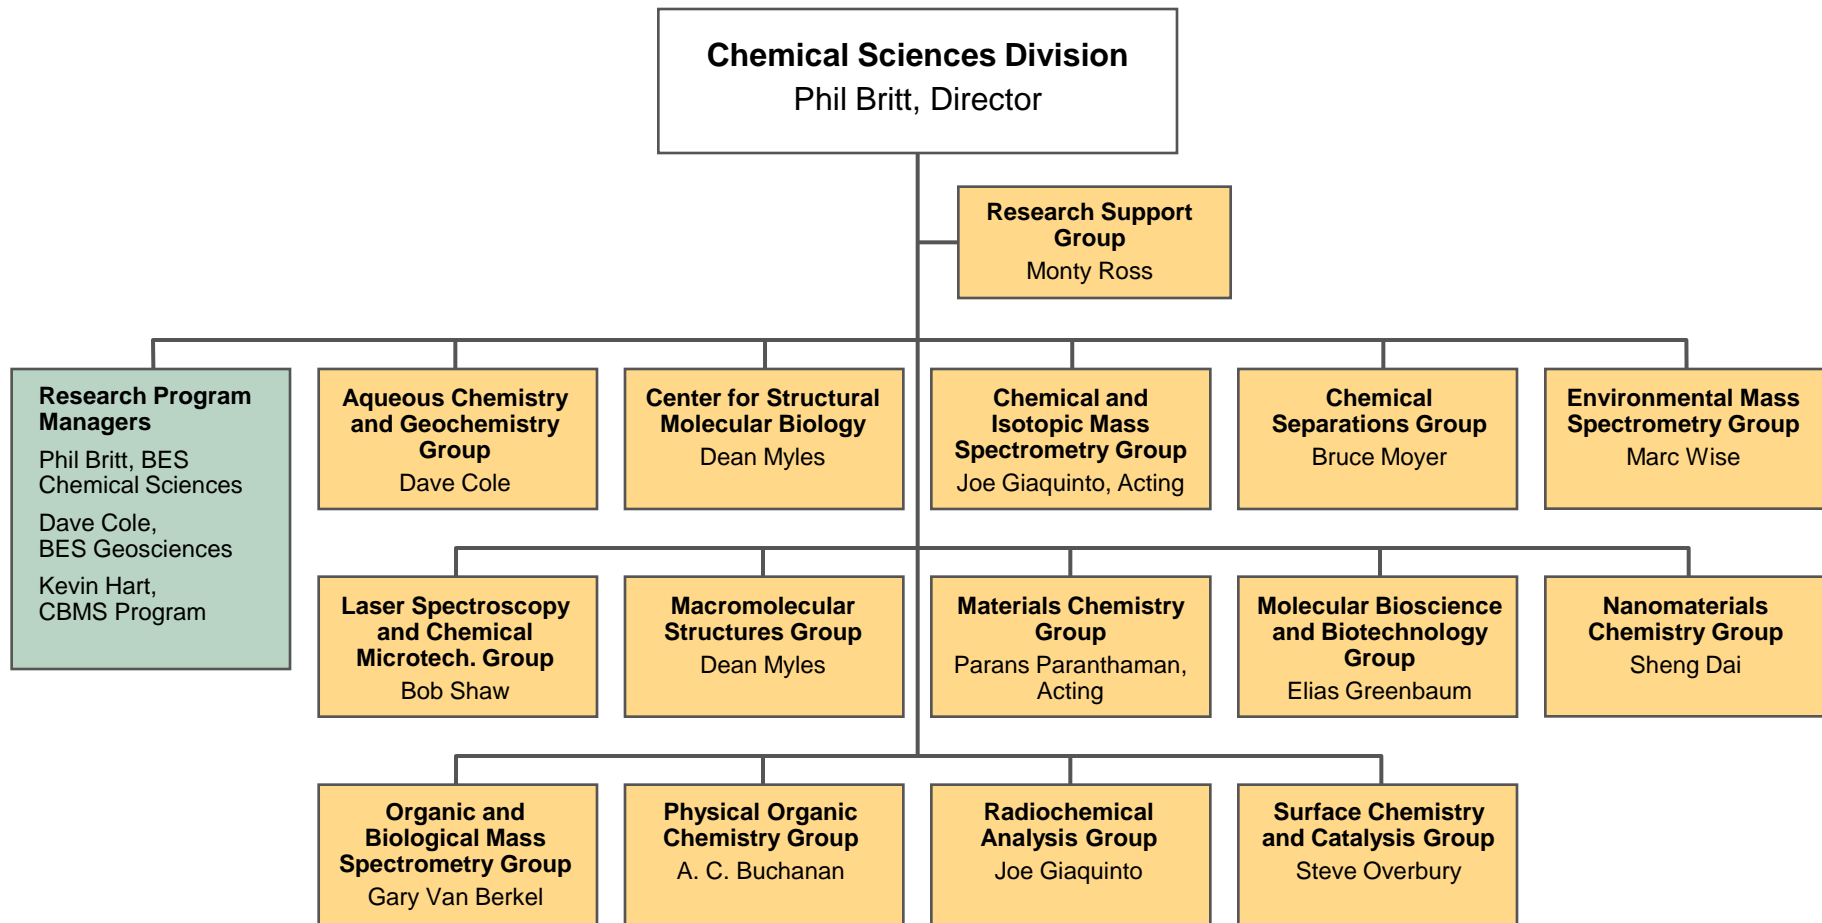 Chemical Sciences Division
Phil Britt, Director
Research Support
Group
Monty Ross
Research Program
Managers
Phil Britt, BES
Chemical Sciences
Dave Cole,
BES Geosciences
Kevin Hart,
CBMS Program
Aqueous Chemistry
and Geochemistry
Group
Dave Cole
Center for Structural
Molecular Biology
Dean Myles
Chemical and
Isotopic Mass
Spectrometry Group
Joe Giaquinto, Acting
Chemical
Separations Group
Bruce Moyer
Environmental Mass
Spectrometry Group
Marc Wise
Laser Spectroscopy
and Chemical
Microtech. Group
Bob Shaw
Macromolecular
Structures Group
Dean Myles
Materials Chemistry
Group
Parans Paranthaman,
Acting
Molecular Bioscience
and Biotechnology
Group
Elias Greenbaum
Nanomaterials
Chemistry Group
Sheng Dai
Organic and
Biological Mass
Spectrometry Group
Gary Van Berkel
Physical Organic
Chemistry Group
A. C. Buchanan
Radiochemical
Analysis Group
Joe Giaquinto
Surface Chemistry
and Catalysis Group
Steve Overbury